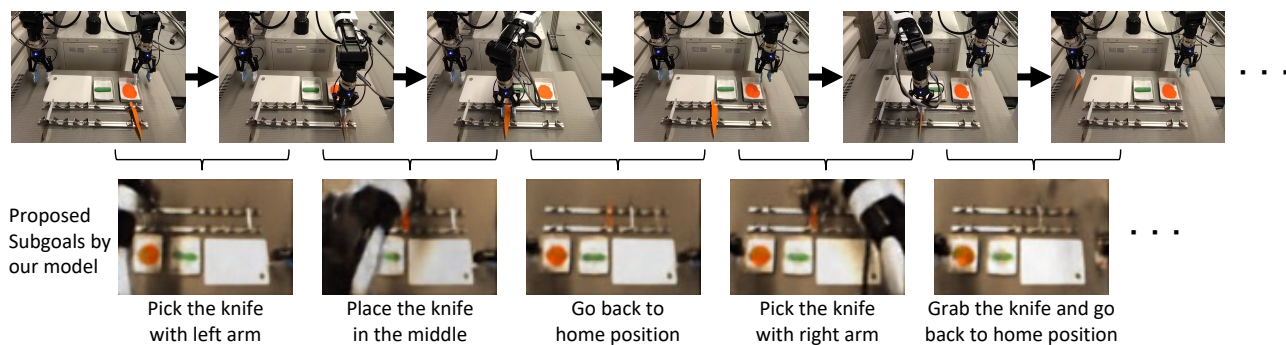 Proposed
Subgoals by
our model
Pick the knife
with left arm
Place the knife
in the middle
Go back to
home position
Pick the knife
with right arm
Grab the knife and go
back to home position